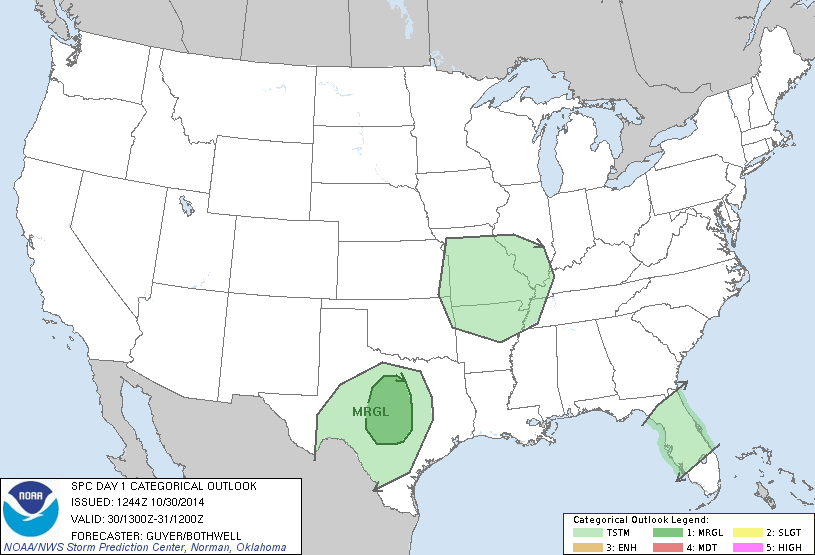 MRGL
NOAA
SPC DAY 1 CATEGORICAL OUTLOOK
ISSUED: 1244Z 10/30/2014
VALID: 30/1300Z-31/1200Z
FORECASTER: GUYER/BOTHWELL
NOAA/NWS Storm Prediction Center, Norman, Oklahoma
Categorical Outlook Legend:
TSTM 1: MRGL 2: SLGT
3: ENH 4: MDT 5: HIGH